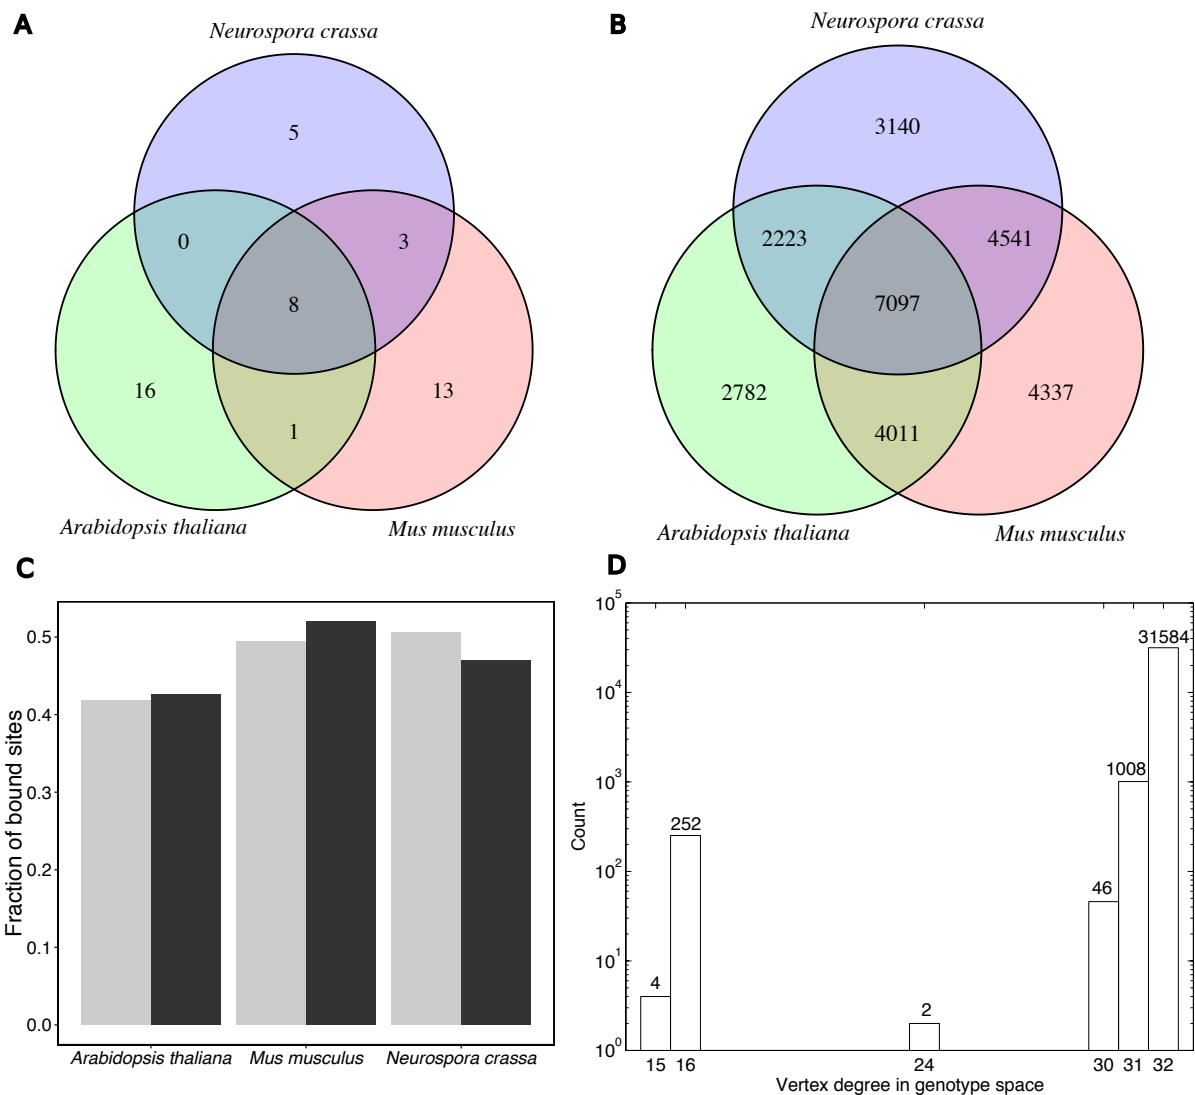 A
Neurospora crassa
5
0
3
8
16
13
1
Arabidopsis thaliana
Mus musculus
B
Neurospora crassa
3140
2223
4541
7097
2782
4337
4011
Arabidopsis thaliana
Mus musculus
C
Fraction of bound sites
0.5
0.4
0.3
0.2
0.1
0.0
Arabidopsis thaliana Mus musculus Neurospora crassa
D
Count
10^5
10^4
10^3
10^2
10^1
10^0
4
252
2
46
1008
31584
15 16 24 30 31 32
Vertex degree in genotype space